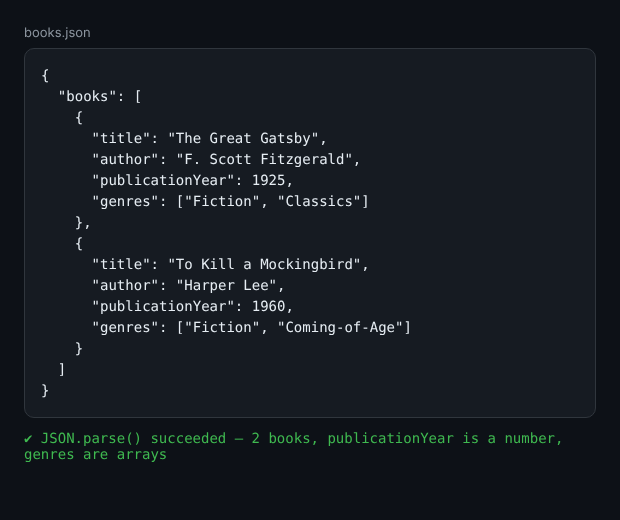 books.json
{
  "books": [
    {
      "title": "The Great Gatsby",
      "author": "F. Scott Fitzgerald",
      "publicationYear": 1925,
      "genres": ["Fiction", "Classics"]
    },
    {
      "title": "To Kill a Mockingbird",
      "author": "Harper Lee",
      "publicationYear": 1960,
      "genres": ["Fiction", "Coming-of-Age"]
    }
  ]
}
✔ JSON.parse() succeeded — 2 books, publicationYear is a number,
genres are arrays